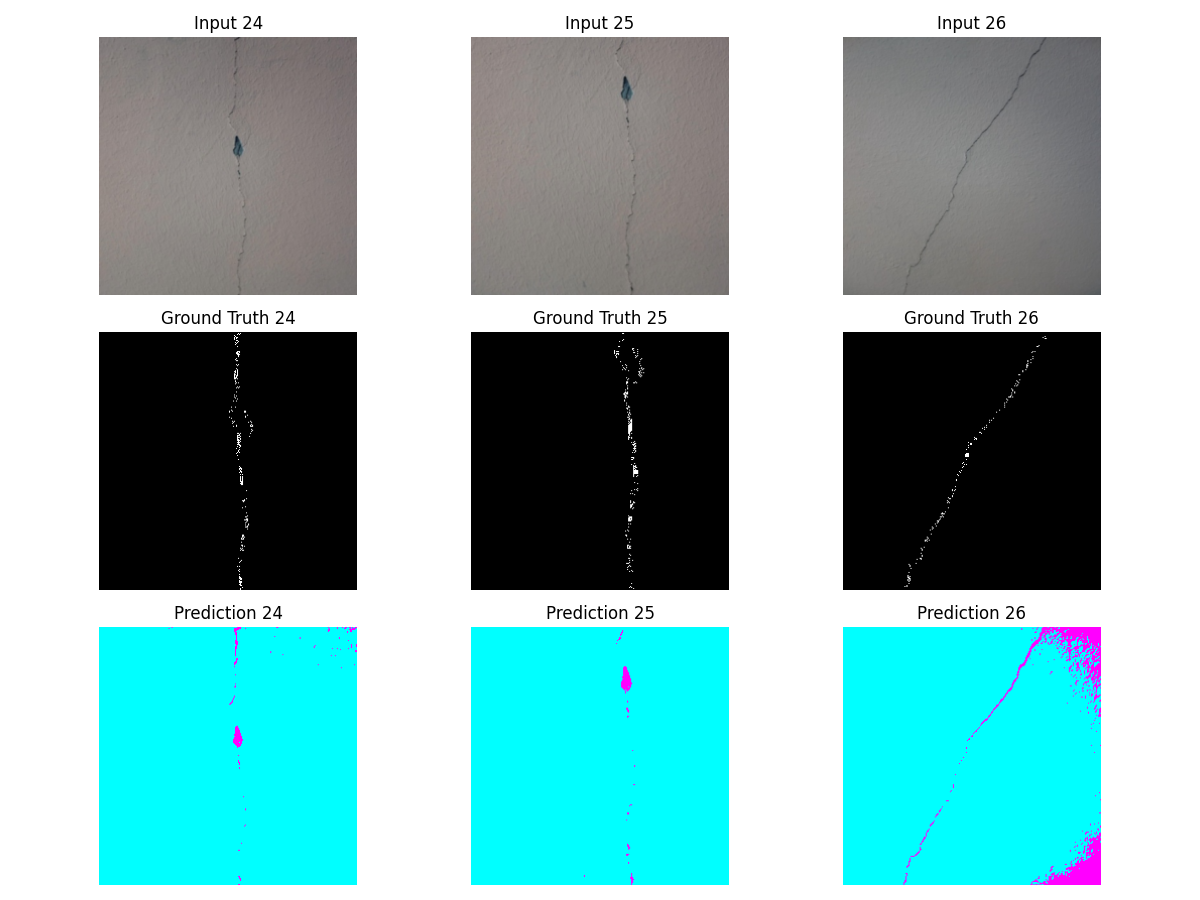 Input 24
Input 25
Input 26
Ground Truth 24
Ground Truth 25
Ground Truth 26
Prediction 24
Prediction 25
Prediction 26